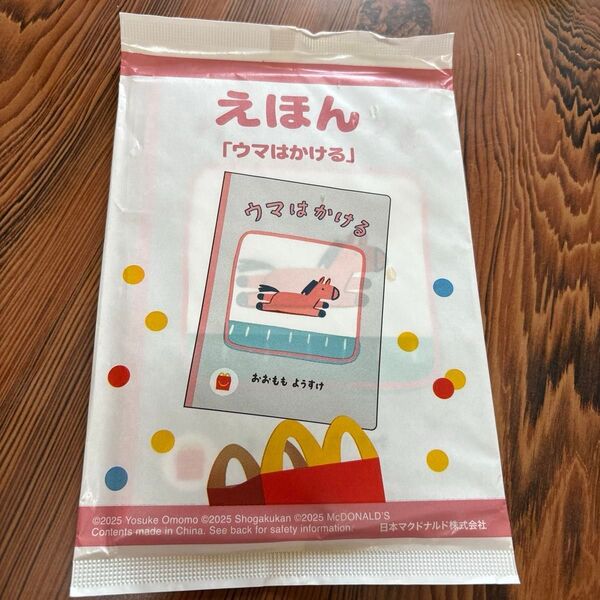 えほん
「ウマはかける」
ウマはかける
おおもも ようすけ
©2025 Yosuke Omomo ©2025 Shogakukan ©2025 McDONALD'S
Contents made in China. See back for safety information.
日本マクドナルド株式会社